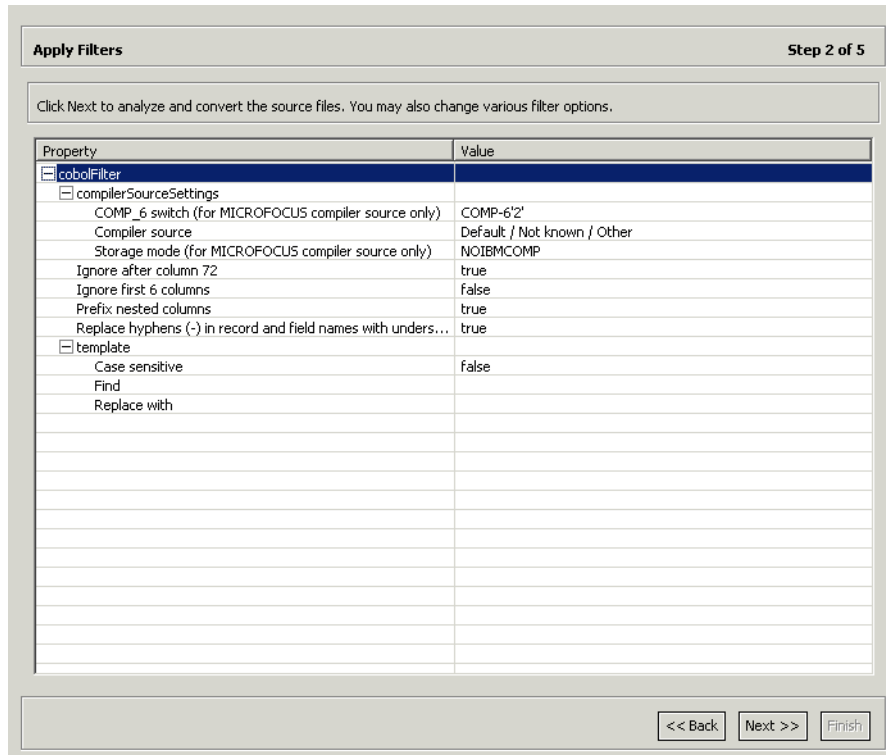 Apply Filters Step 2 of 5
Click Next to analyze and convert the source files. You may also change various filter options.
Property Value
cobolFilter
compilerSourceSettings
COMP_6 switch (for MICROFOCUS compiler source only) COMP-6'2'
Compiler source Default / Not known / Other
Storage mode (for MICROFOCUS compiler source only) NOIBMCOMP
Ignore after column 72 true
Ignore first 6 columns false
Prefix nested columns true
Replace hyphens (-) in record and field names with unders... true
template
Case sensitive false
Find
Replace with
<< Back Next >> Finish